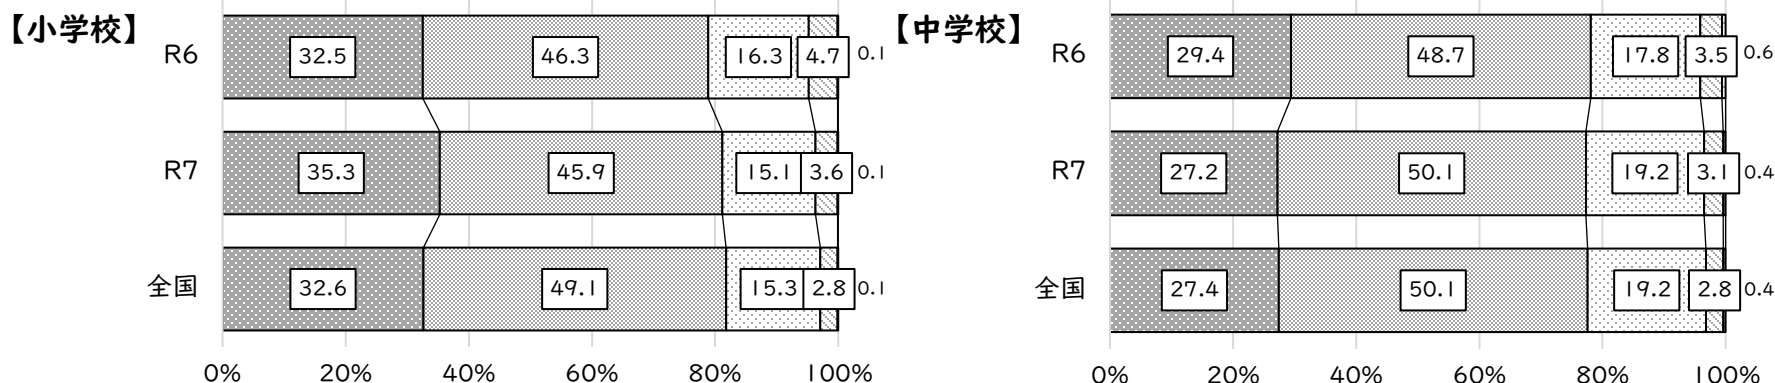 【小学校】
R6 32.5 46.3 16.3 4.7 0.1
R7 35.3 45.9 15.1 3.6 0.1
全国 32.6 49.1 15.3 2.8 0.1
0% 20% 40% 60% 80% 100%
【中学校】
R6 29.4 48.7 17.8 3.5 0.6
R7 27.2 50.1 19.2 3.1 0.4
全国 27.4 50.1 19.2 2.8 0.4
0% 20% 40% 60% 80% 100%